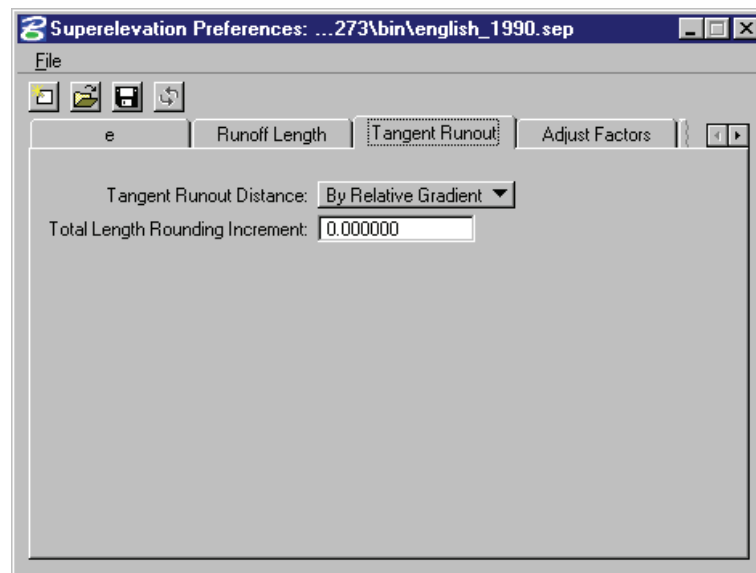 Superelevation Preferences: ...273\bin\english_1990.sep
File
e Runoff Length Tangent Runout Adjust Factors
Tangent Runout Distance: By Relative Gradient
Total Length Rounding Increment: 0.000000